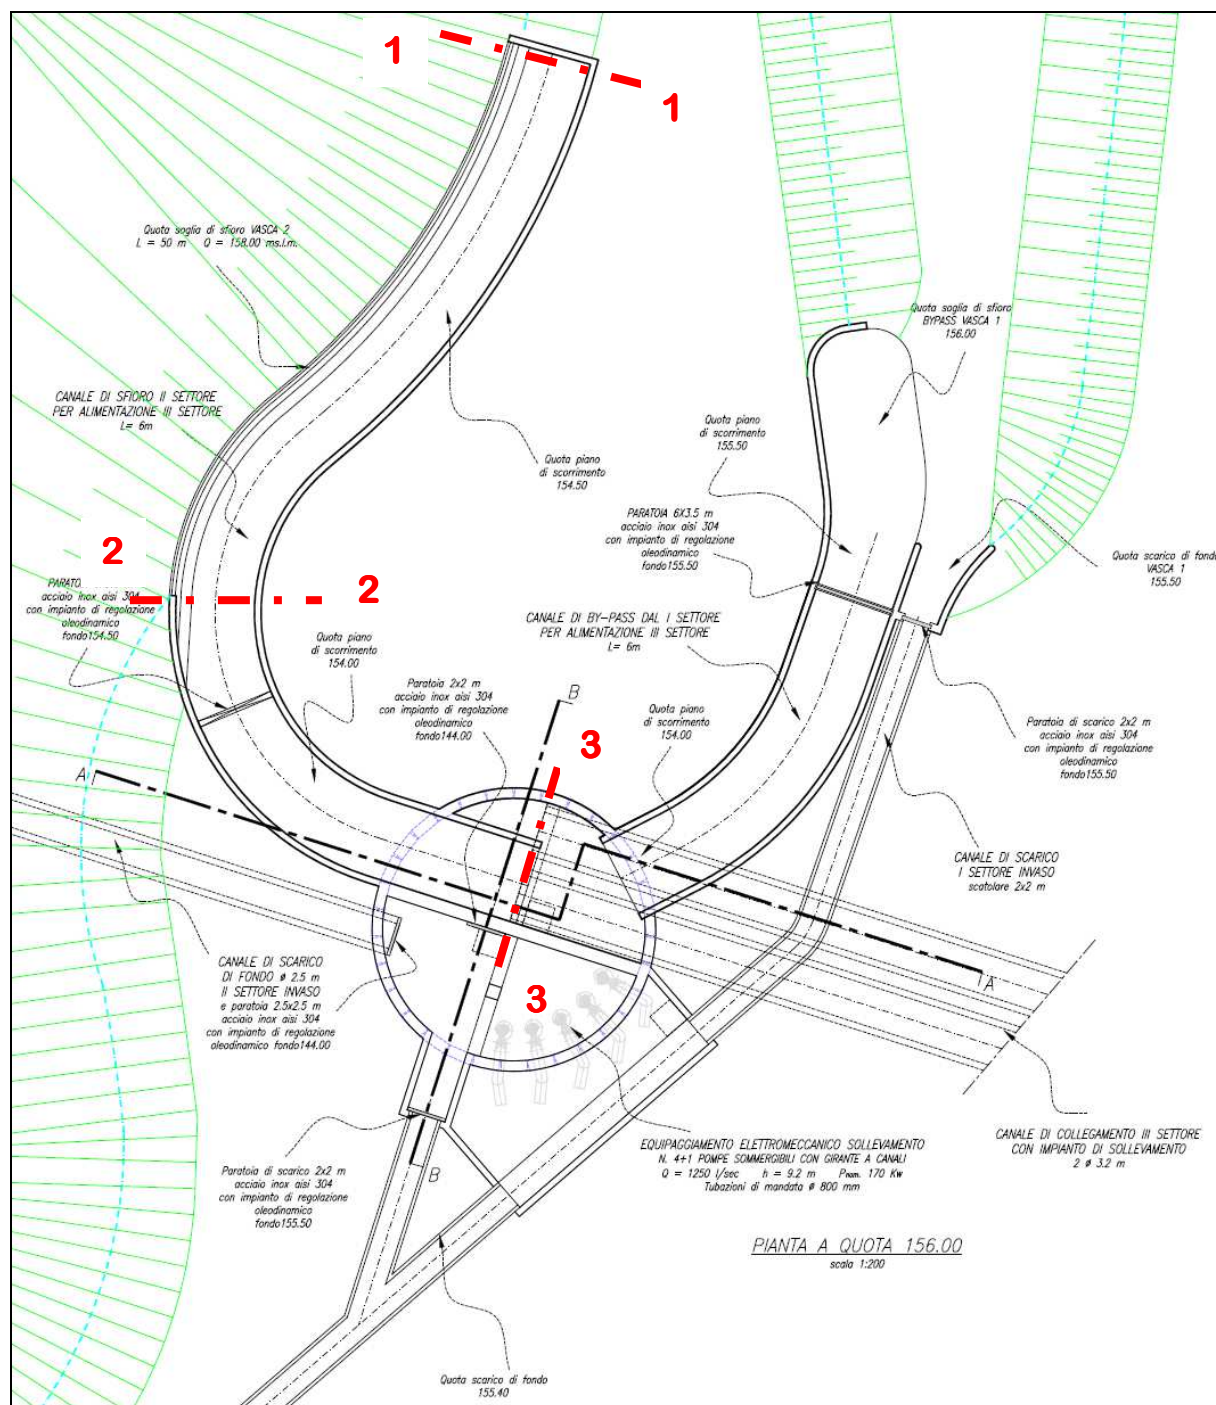 1
1
Quota soglia di sfioro VASCA 2
L = 50 m Q = 158.00 ms.l.m.
Quota soglia di sfioro
BYPASS VASCA 1
156.00
CANALE DI SFIORO II SETTORE
PER ALIMENTAZIONE III SETTORE
L= 6m
Quota piano
di scorrimento
155.50
Quota piano
di scorrimento
154.50
PARATOIA 6X3.5 m
acciaio inox aisi 304
con impianto di regolazione
oleodinamico
fondo155.50
Quota scarico di fondo
VASCA 1
155.50
2
2
PARATO
acciaio inox aisi 304
con impianto di regolazione
oleodinamico
fondo154.50
CANALE DI BY-PASS DAL I SETTORE
PER ALIMENTAZIONE III SETTORE
L= 6m
Quota piano
di scorrimento
154.00
Paratoia 2x2 m
acciaio inox aisi 304
con impianto di regolazione
oleodinamico
fondo144.00
B
Quota piano
di scorrimento
154.00
Paratoia di scarico 2x2 m
acciaio inox aisi 304
con impianto di regolazione
oleodinamico
fondo155.50
3
A
CANALE DI SCARICO
I SETTORE INVASO
scatolare 2x2 m
CANALE DI SCARICO
DI FONDO ø 2.5 m
II SETTORE INVASO
e paratoia 2.5x2.5 m
acciaio inox aisi 304
con impianto di regolazione
oleodinamico fondo144.00
A
3
EQUIPAGGIAMENTO ELETTROMECCANICO SOLLEVAMENTO
N. 4+1 POMPE SOMMERGIBILI CON GIRANTE A CANALI
Q = 1250 l/sec h = 9.2 m Pnom. 170 Kw
Tubazioni di mandata ø 800 mm
CANALE DI COLLEGAMENTO III SETTORE
CON IMPIANTO DI SOLLEVAMENTO
2 ø 3.2 m
Paratoia di scarico 2x2 m
acciaio inox aisi 304
con impianto di regolazione
oleodinamico
fondo155.50
B
PIANTA A QUOTA 156.00
scala 1:200
Quota scarico di fondo
155.40